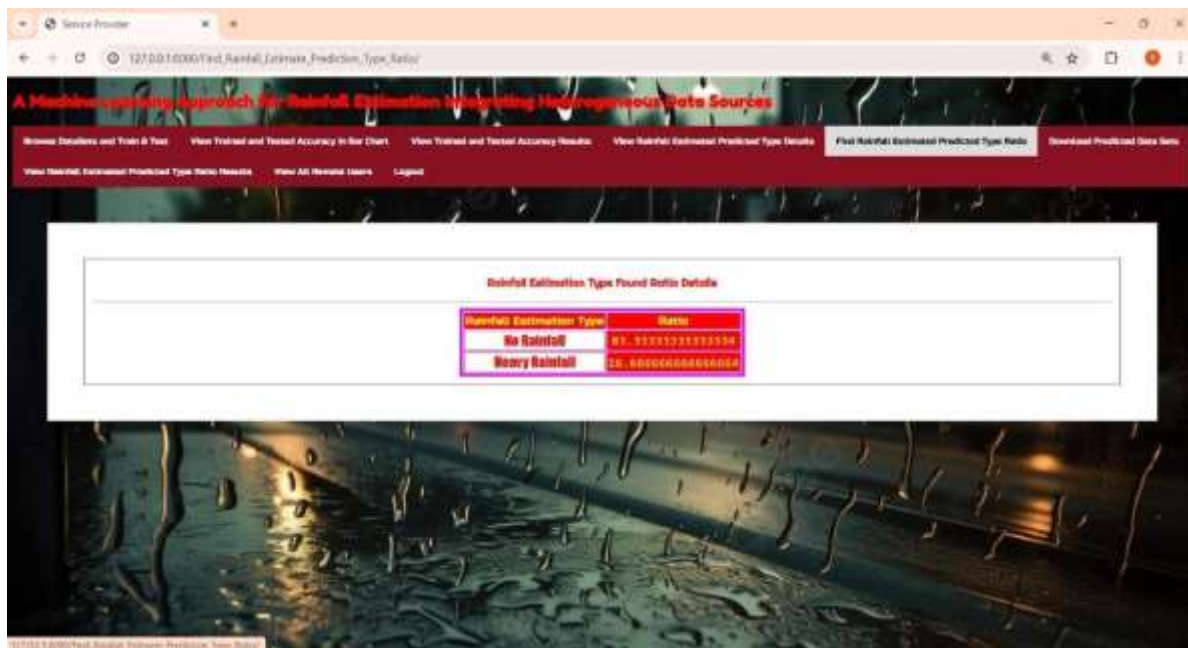 Service Provider
127.0.0.1:8000/Find_Rainfall_Estimate_Prediction_Type_Ratio/
A Machine Learning Approach for Rainfall Estimation Integrating Heterogeneous Data Sources
Browse Datasets and Train & Test View Trained and Tested Accuracy in Bar Chart View Trained and Tested Accuracy Results View Rainfall Estimated Predicted Type Details Find Rainfall Estimated Predicted Type Ratio Download Predicted Data Sets
View Rainfall Estimated Predicted Type Ratio Results View All Remote Users Logout
Rainfall Estimation Type Found Ratio Details
Rainfall Estimation Type Ratio
No Rainfall
Heavy Rainfall